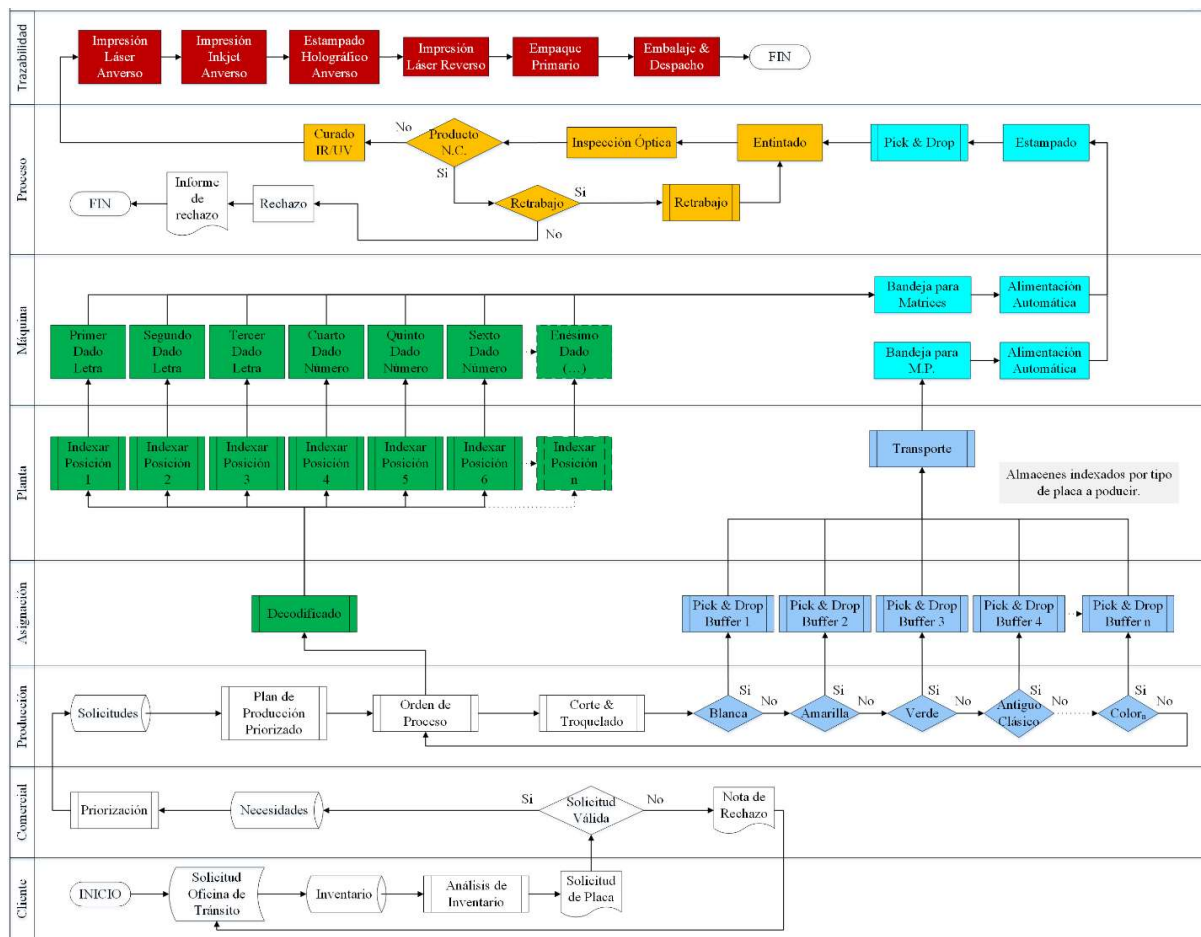 Trazabilidad
Impresión
Láser
Anverso
Impresión
Inkjet
Anverso
Estampado
Holográfico
Anverso
Impresión
Láser Reverso
Empaque
Primario
Embalaje &
Despacho
FIN
Proceso
Curado
IR/UV
No
Producto
N.C.
Si
Inspección Óptica
Entintado
Pick & Drop
Estampado
FIN
Informe
de
rechazo
Rechazo
Retrabajo
Si
No
Retrabajo
Máquina
Primer
Dado
Letra
Segundo
Dado
Letra
Tercer
Dado
Letra
Cuarto
Dado
Número
Quinto
Dado
Número
Sexto
Dado
Número
Enésimo
Dado
(…)
Bandeja para
Matrices
Alimentación
Automática
Bandeja para
M.P.
Alimentación
Automática
Planta
Indexar
Posición
1
Indexar
Posición
2
Indexar
Posición
3
Indexar
Posición
4
Indexar
Posición
5
Indexar
Posición
6
Indexar
Posición
n
Transporte
Almacenes indexados por tipo
de placa a poducir.
Asignación
Decodificado
Pick & Drop
Buffer 1
Pick & Drop
Buffer 2
Pick & Drop
Buffer 3
Pick & Drop
Buffer 4
Pick & Drop
Buffer n
Producción
Solicitudes
Plan de
Producción
Priorizado
Orden de
Proceso
Corte &
Troquelado
Blanca
Si
No
Amarilla
Si
No
Verde
Si
No
Antiguo
Clásico
Si
No
Colorn
Si
No
Comercial
Priorización
Necesidades
Si
Solicitud
Válida
No
Nota de
Rechazo
Cliente
INICIO
Solicitud
Oficina de
Tránsito
Inventario
Análisis de
Inventario
Solicitud
de Placa